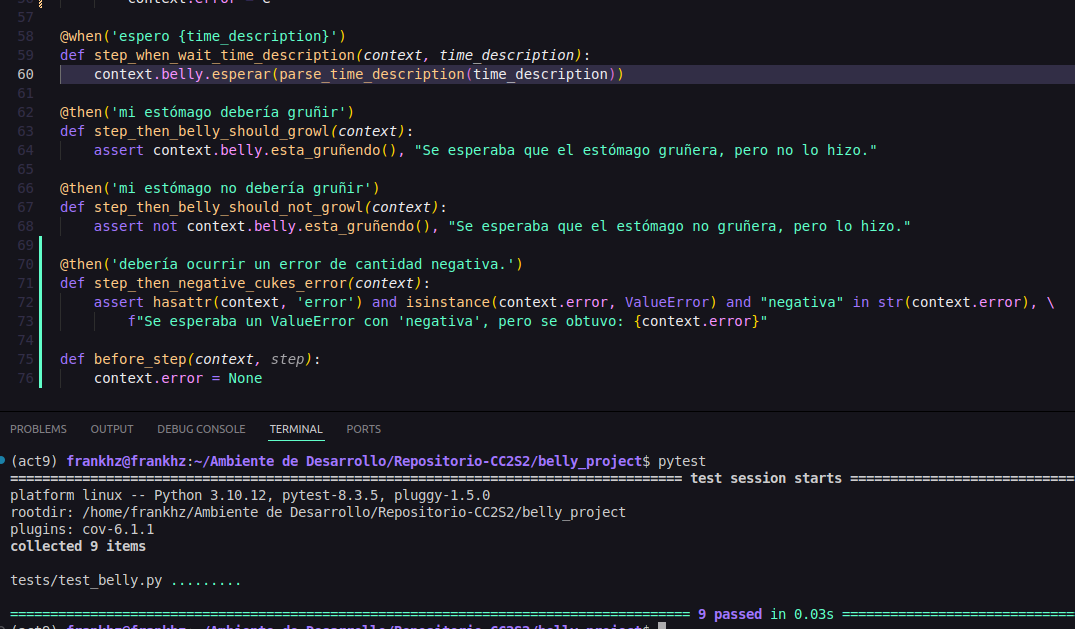 57
58 @when('espero {time_description}')
59 def step_when_wait_time_description(context, time_description):
60 context.belly.esperar(parse_time_description(time_description))
61
62 @then('mi estómago debería gruñir')
63 def step_then_belly_should_growl(context):
64 assert context.belly.esta_gruñendo(), "Se esperaba que el estómago gruñera, pero no lo hizo."
65
66 @then('mi estómago no debería gruñir')
67 def step_then_belly_should_not_growl(context):
68 assert not context.belly.esta_gruñendo(), "Se esperaba que el estómago no gruñera, pero lo hizo."
69
70 @then('debería ocurrir un error de cantidad negativa.')
71 def step_then_negative_cukes_error(context):
72 assert hasattr(context, 'error') and isinstance(context.error, ValueError) and "negativa" in str(context.error), \
73 f"Se esperaba un ValueError con 'negativa', pero se obtuvo: {context.error}"
74
75 def before_step(context, step):
76 context.error = None
PROBLEMS OUTPUT DEBUG CONSOLE TERMINAL PORTS
(act9) frankhz@frankhz:~/Ambiente de Desarrollo/Repositorio-CC2S2/belly_project$ pytest
================ test session starts ================
platform linux -- Python 3.10.12, pytest-8.3.5, pluggy-1.5.0
rootdir: /home/frankhz/Ambiente de Desarrollo/Repositorio-CC2S2/belly_project
plugins: cov-6.1.1
collected 9 items
tests/test_belly.py .........
================ 9 passed in 0.03s ================
(act9) frankhz@frankhz:~/Ambiente de Desarrollo/Repositorio-CC2S2/belly_project$